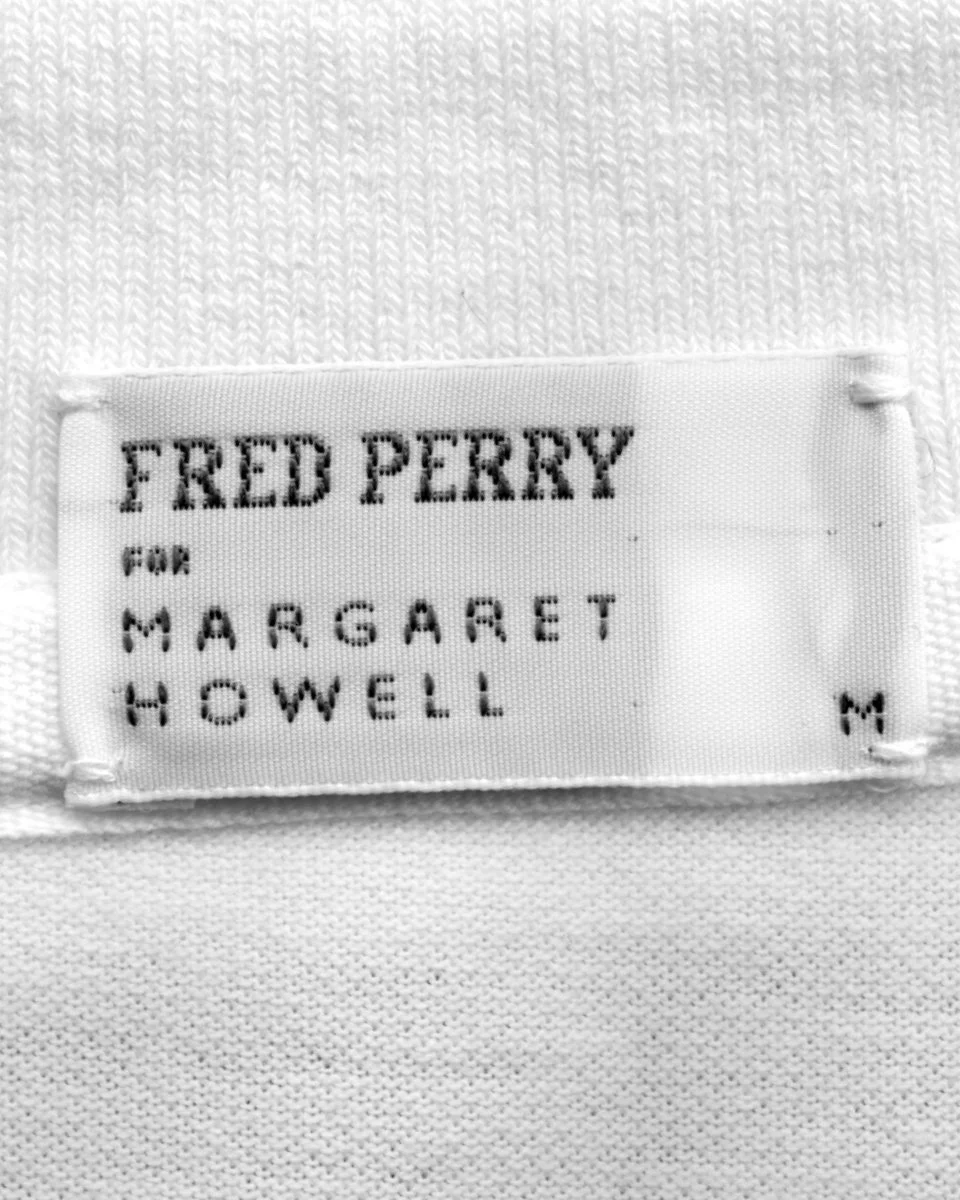 FRED PERRY
FOR
MARGARET
HOWELL
M